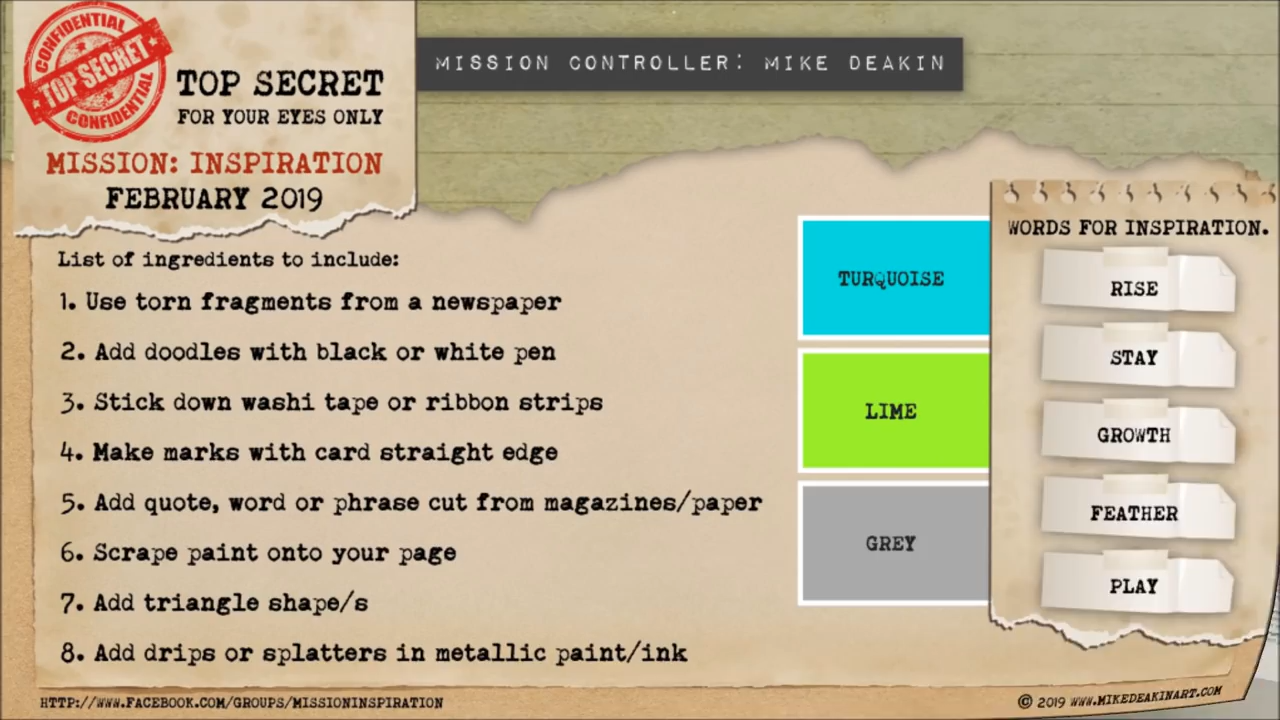 CONFIDENTIAL
TOP SECRET
CONFIDENTIAL
TOP SECRET
FOR YOUR EYES ONLY
MISSION: INSPIRATION
FEBRUARY 2019
MISSION CONTROLLER: MIKE DEAKIN
List of ingredients to include:
1. Use torn fragments from a newspaper
2. Add doodles with black or white pen
3. Stick down washi tape or ribbon strips
4. Make marks with card straight edge
5. Add quote, word or phrase cut from magazines/paper
6. Scrape paint onto your page
7. Add triangle shape/s
8. Add drips or splatters in metallic paint/ink
TURQUOISE
LIME
GREY
WORDS FOR INSPIRATION.
RISE
STAY
GROWTH
FEATHER
PLAY
HTTP://WWW.FACEBOOK.COM/GROUPS/MISSIONINSPIRATION
© 2019 WWW.MIKEDEAKINART.COM